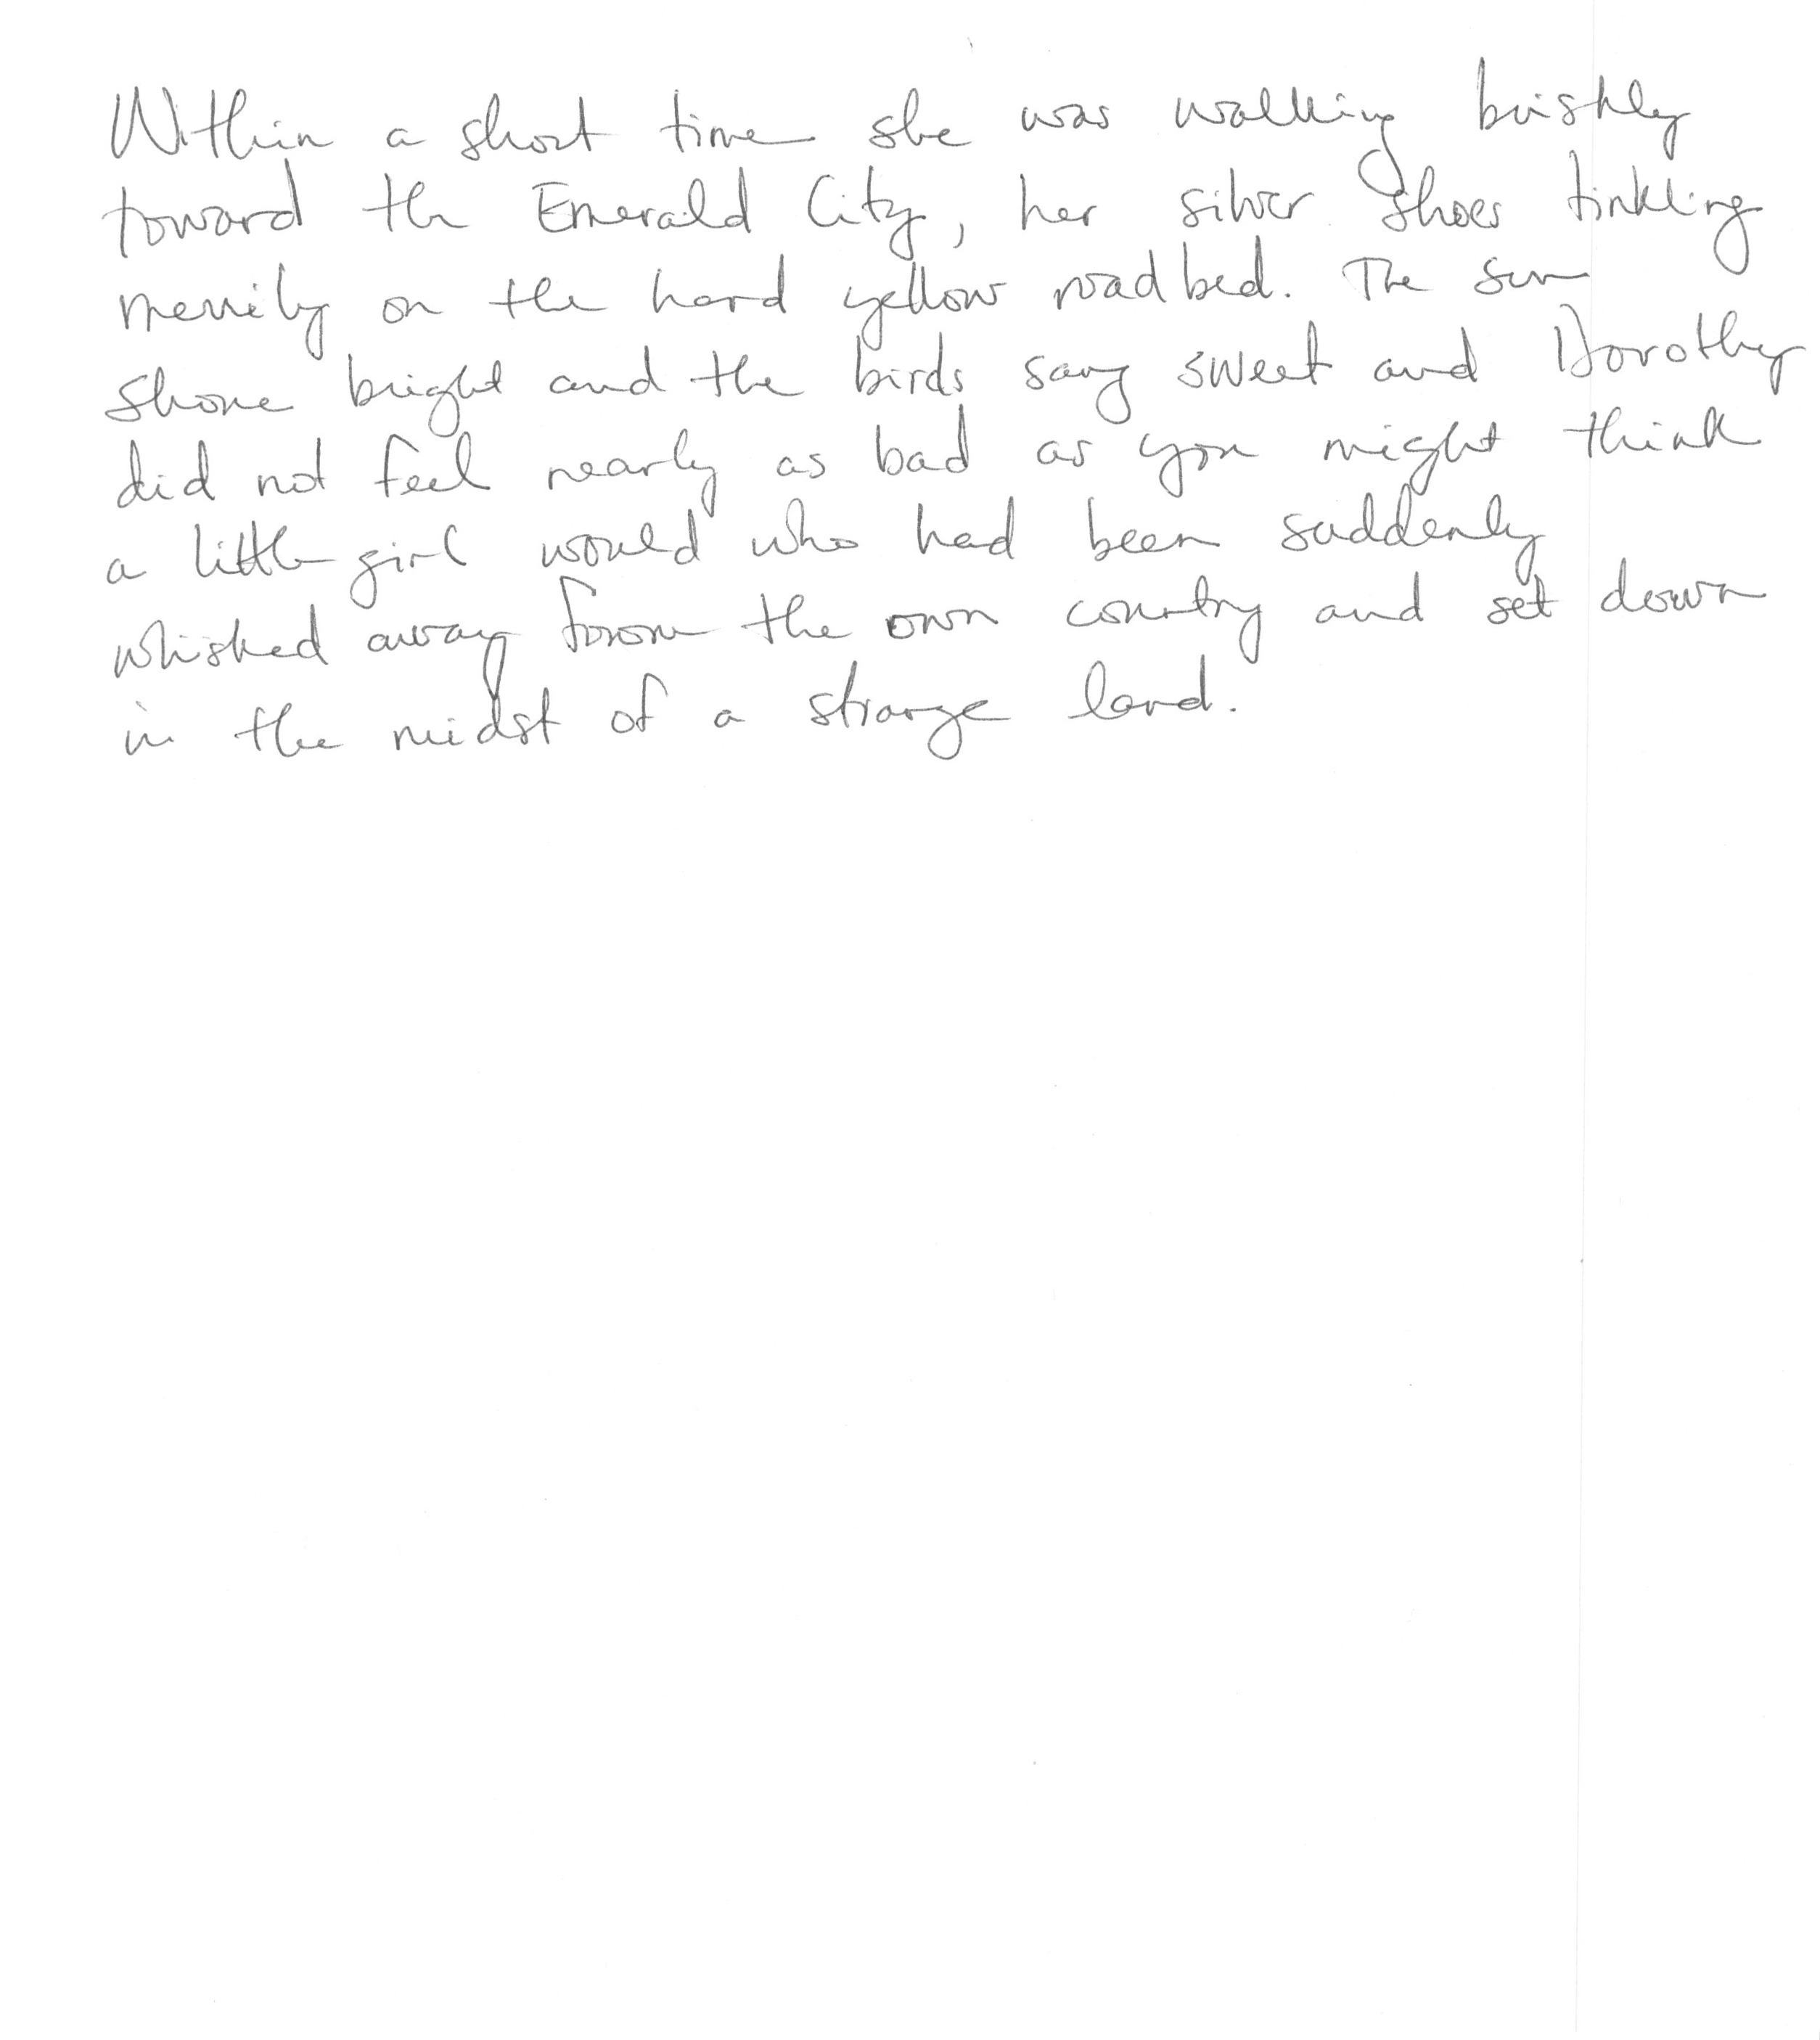 Within a short time she was walking briskly
toward the Emerald City, her silver shoes tinkling
merrily on the hard yellow roadbed. The sun
shone bright and the birds sang sweet and Dorothy
did not feel nearly as bad as you might think
a little girl would who had been suddenly
whisked away from the own country and set down
in the midst of a strange land.